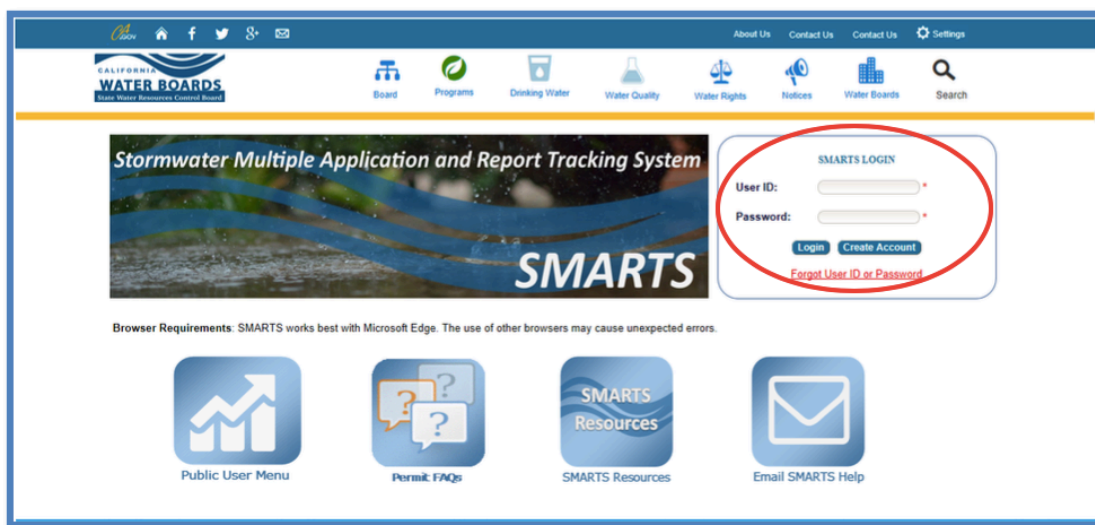 CA.GOV
About Us Contact Us Contact Us Settings
CALIFORNIA
WATER BOARDS
State Water Resources Control Board
Board Programs Drinking Water Water Quality Water Rights Notices Water Boards Search
Stormwater Multiple Application and Report Tracking System
SMARTS
SMARTS LOGIN
User ID: *
Password: *
Login Create Account
Forgot User ID or Password
Browser Requirements: SMARTS works best with Microsoft Edge. The use of other browsers may cause unexpected errors.
? ? ?
SMARTS
Resources
Public User Menu Permit FAQs SMARTS Resources Email SMARTS Help